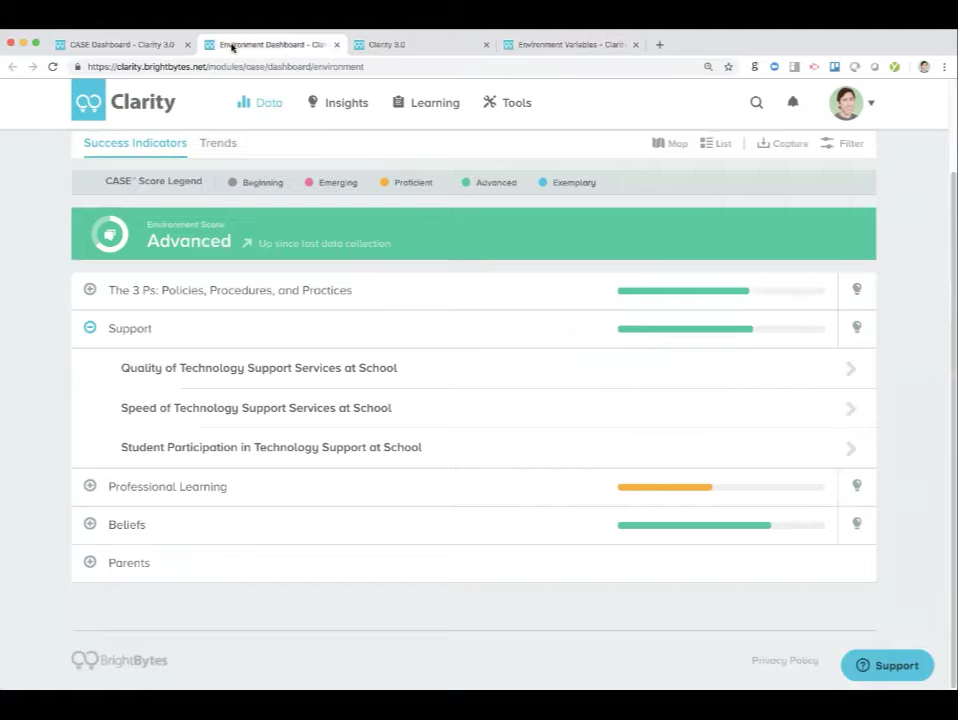 CASE Dashboard - Clarity 3.0
Environment Dashboard - Clari
Clarity 3.0
Environment Variables - Clarit
https://clarity.brightbytes.net/modules/case/dashboard/environment
Clarity
Data
Insights
Learning
Tools
Success Indicators
Trends
Map
List
Capture
Filter
CASE™ Score Legend
Beginning
Emerging
Proficient
Advanced
Exemplary
Environment Score
Advanced
Up since last data collection
The 3 Ps: Policies, Procedures, and Practices
Support
Quality of Technology Support Services at School
Speed of Technology Support Services at School
Student Participation in Technology Support at School
Professional Learning
Beliefs
Parents
BrightBytes
Privacy Policy
Support